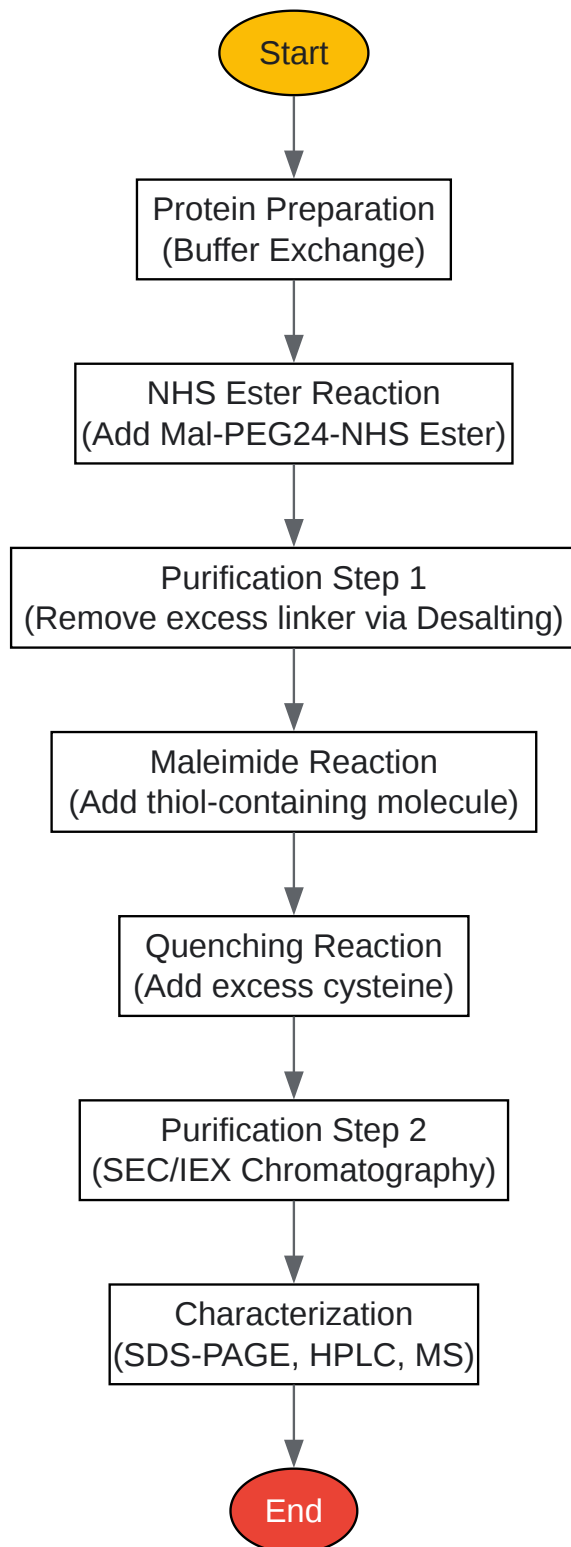 Start
Protein Preparation
(Buffer Exchange)
NHS Ester Reaction
(Add Mal-PEG24-NHS Ester)
Purification Step 1
(Remove excess linker via Desalting)
Maleimide Reaction
(Add thiol-containing molecule)
Quenching Reaction
(Add excess cysteine)
Purification Step 2
(SEC/IEX Chromatography)
Characterization
(SDS-PAGE, HPLC, MS)
End